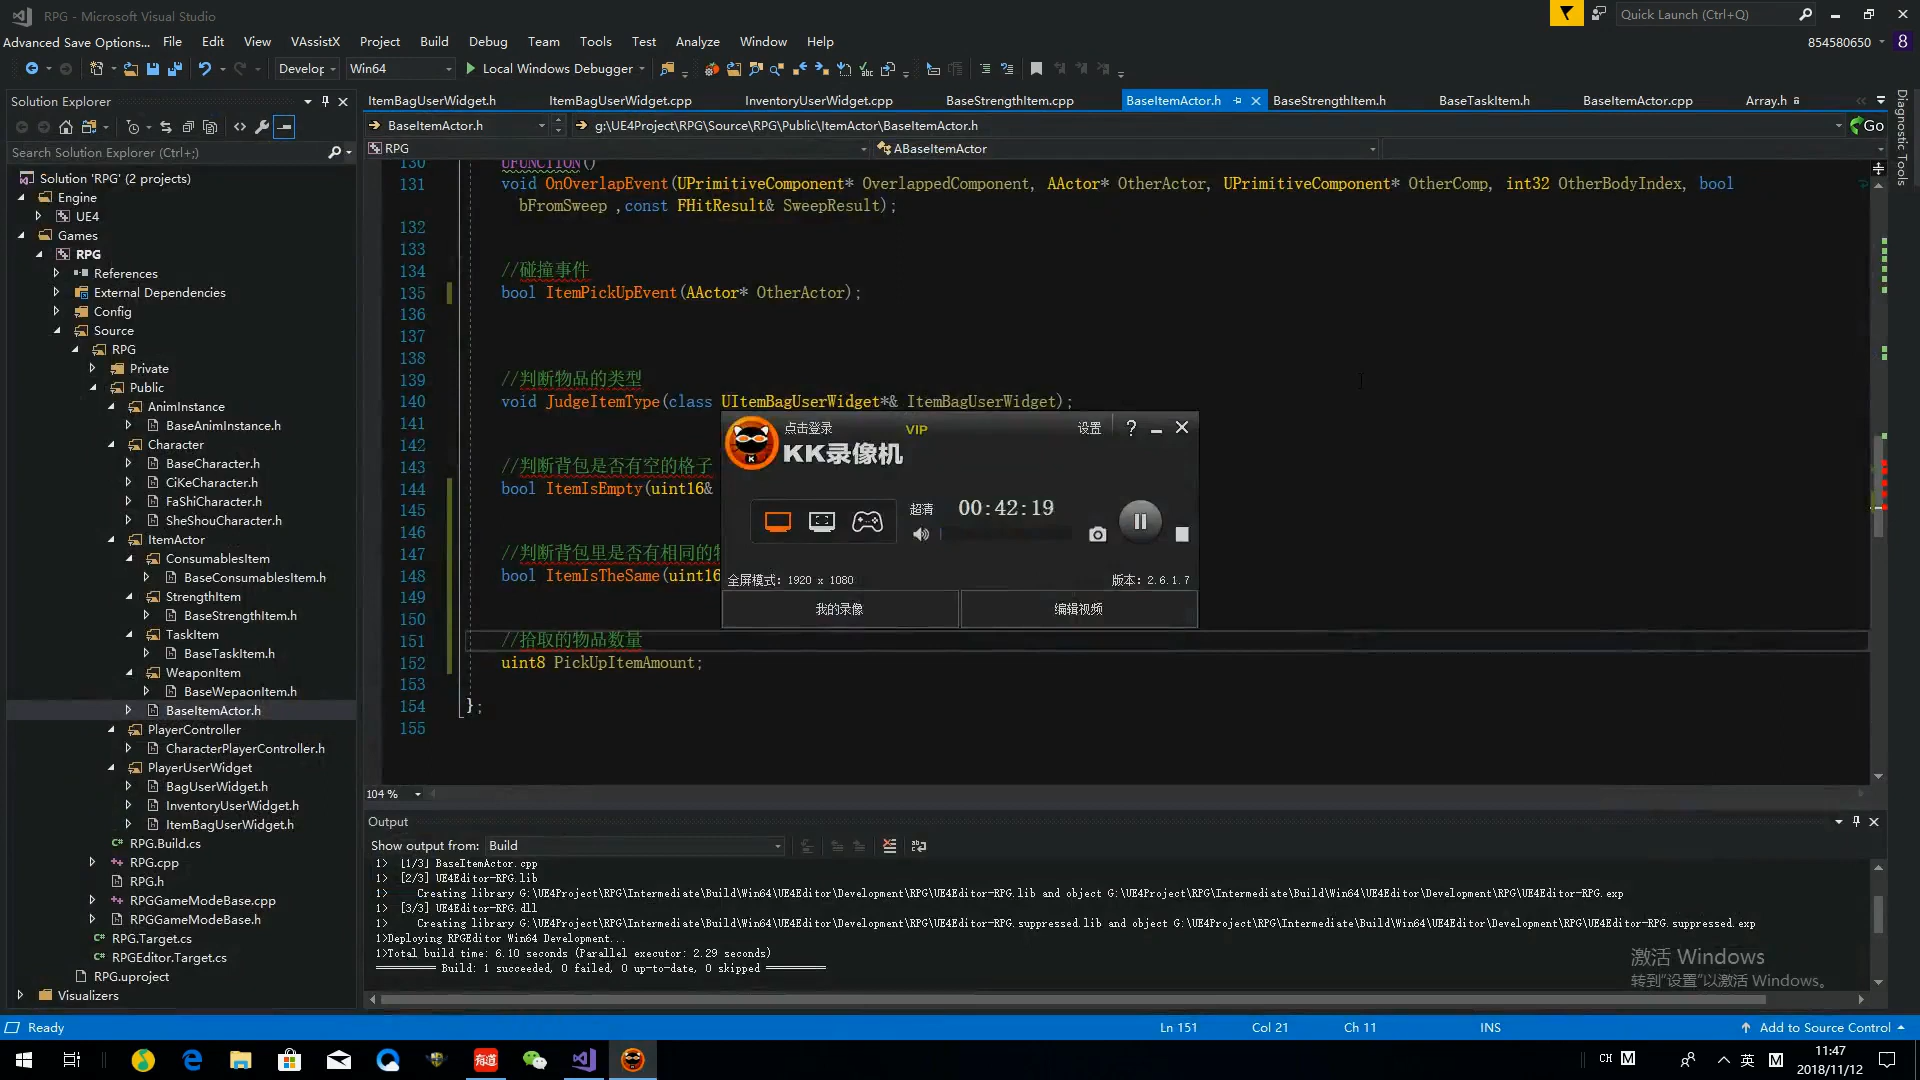 RPG - Microsoft Visual Studio
Quick Launch (Ctrl+Q)
Advanced Save Options... File Edit View VAssistX Project Build Debug Team Tools Test Analyze Window Help
854580650 8
Develop Win64 Local Windows Debugger
Solution Explorer
Search Solution Explorer (Ctrl+;)
Solution 'RPG' (2 projects)
Engine
UE4
Games
RPG
References
External Dependencies
Config
Source
RPG
Private
Public
AnimInstance
BaseAnimInstance.h
Character
BaseCharacter.h
CiKeCharacter.h
FaShiCharacter.h
SheShouCharacter.h
ItemActor
ConsumablesItem
BaseConsumablesItem.h
StrengthItem
BaseStrengthItem.h
TaskItem
BaseTaskItem.h
WeaponItem
BaseWepaonItem.h
BaseItemActor.h
PlayerController
CharacterPlayerController.h
PlayerUserWidget
BagUserWidget.h
InventoryUserWidget.h
ItemBagUserWidget.h
RPG.Build.cs
RPG.cpp
RPG.h
RPGGameModeBase.cpp
RPGGameModeBase.h
RPG.Target.cs
RPGEditor.Target.cs
RPG.uproject
Visualizers
ItemBagUserWidget.h ItemBagUserWidget.cpp InventoryUserWidget.cpp BaseStrengthItem.cpp BaseItemActor.h BaseStrengthItem.h BaseTaskItem.h BaseItemActor.cpp Array.h
BaseItemActor.h g:\UE4Project\RPG\Source\RPG\Public\ItemActor\BaseItemActor.h Go
RPG ABaseItemActor
Diagnostic Tools
130 UFUNCTION()
131 void OnOverlapEvent(UPrimitiveComponent* OverlappedComponent, AActor* OtherActor, UPrimitiveComponent* OtherComp, int32 OtherBodyIndex, bool
bFromSweep ,const FHitResult& SweepResult);
132
133
134 //碰撞事件
135 bool ItemPickUpEvent(AActor* OtherActor);
136
137
138
139 //判断物品的类型
140 void JudgeItemType(class UItemBagUserWidget*& ItemBagUserWidget);
141
142
143 //判断背包是否有空的格子
144 bool ItemIsEmpty(uint16&
145
146
147 //判断背包里是否有相同的
148 bool ItemIsTheSame(uint16
149
150
151 //拾取的物品数量
152 uint8 PickUpItemAmount;
153
154 };
155
点击登录 VIP 设置 ?
KK录像机
超清 00:42:19
全屏模式: 1920 x 1080 版本: 2.6.1.7
我的录像 编辑视频
104 %
Output
Show output from: Build
1> [1/3] BaseItemActor.cpp
1> [2/3] UE4Editor-RPG.lib
1> Creating library G:\UE4Project\RPG\Intermediate\Build\Win64\UE4Editor\Development\RPG\UE4Editor-RPG.lib and object G:\UE4Project\RPG\Intermediate\Build\Win64\UE4Editor\Development\RPG\UE4Editor-RPG.exp
1> [3/3] UE4Editor-RPG.dll
1> Creating library G:\UE4Project\RPG\Intermediate\Build\Win64\UE4Editor\Development\RPG\UE4Editor-RPG.suppressed.lib and object G:\UE4Project\RPG\Intermediate\Build\Win64\UE4Editor\Development\RPG\UE4Editor-RPG.suppressed.exp
1>Deploying RPGEditor Win64 Development...
1>Total build time: 6.10 seconds (Parallel executor: 2.29 seconds)
========== Build: 1 succeeded, 0 failed, 0 up-to-date, 0 skipped ==========
激活 Windows
转到"设置"以激活 Windows。
Ready Ln 151 Col 21 Ch 11 INS Add to Source Control
有道 CH M 英 M 11:47
2018/11/12